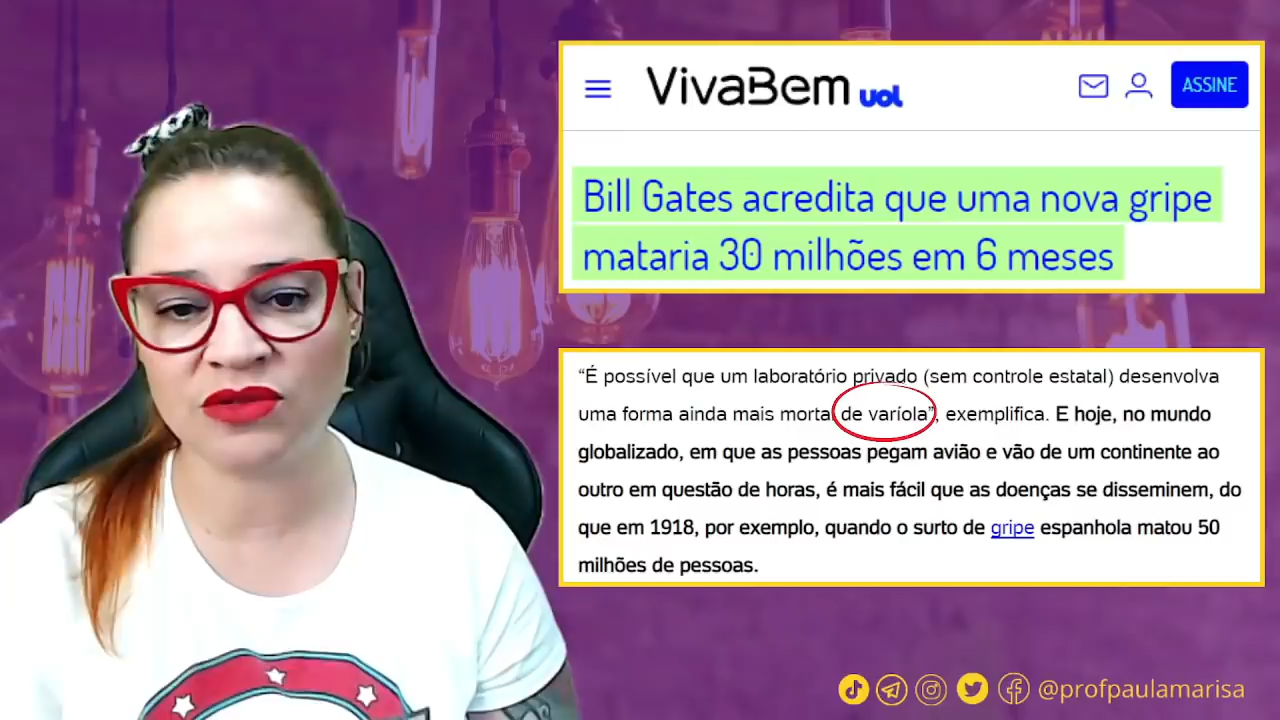 VivaBem uol
ASSINE
Bill Gates acredita que uma nova gripe
mataria 30 milhões em 6 meses
“É possível que um laboratório privado (sem controle estatal) desenvolva
uma forma ainda mais mortal de varíola”, exemplifica. E hoje, no mundo
globalizado, em que as pessoas pegam avião e vão de um continente ao
outro em questão de horas, é mais fácil que as doenças se disseminem, do
que em 1918, por exemplo, quando o surto de gripe espanhola matou 50
milhões de pessoas.
@profpaulamarisa